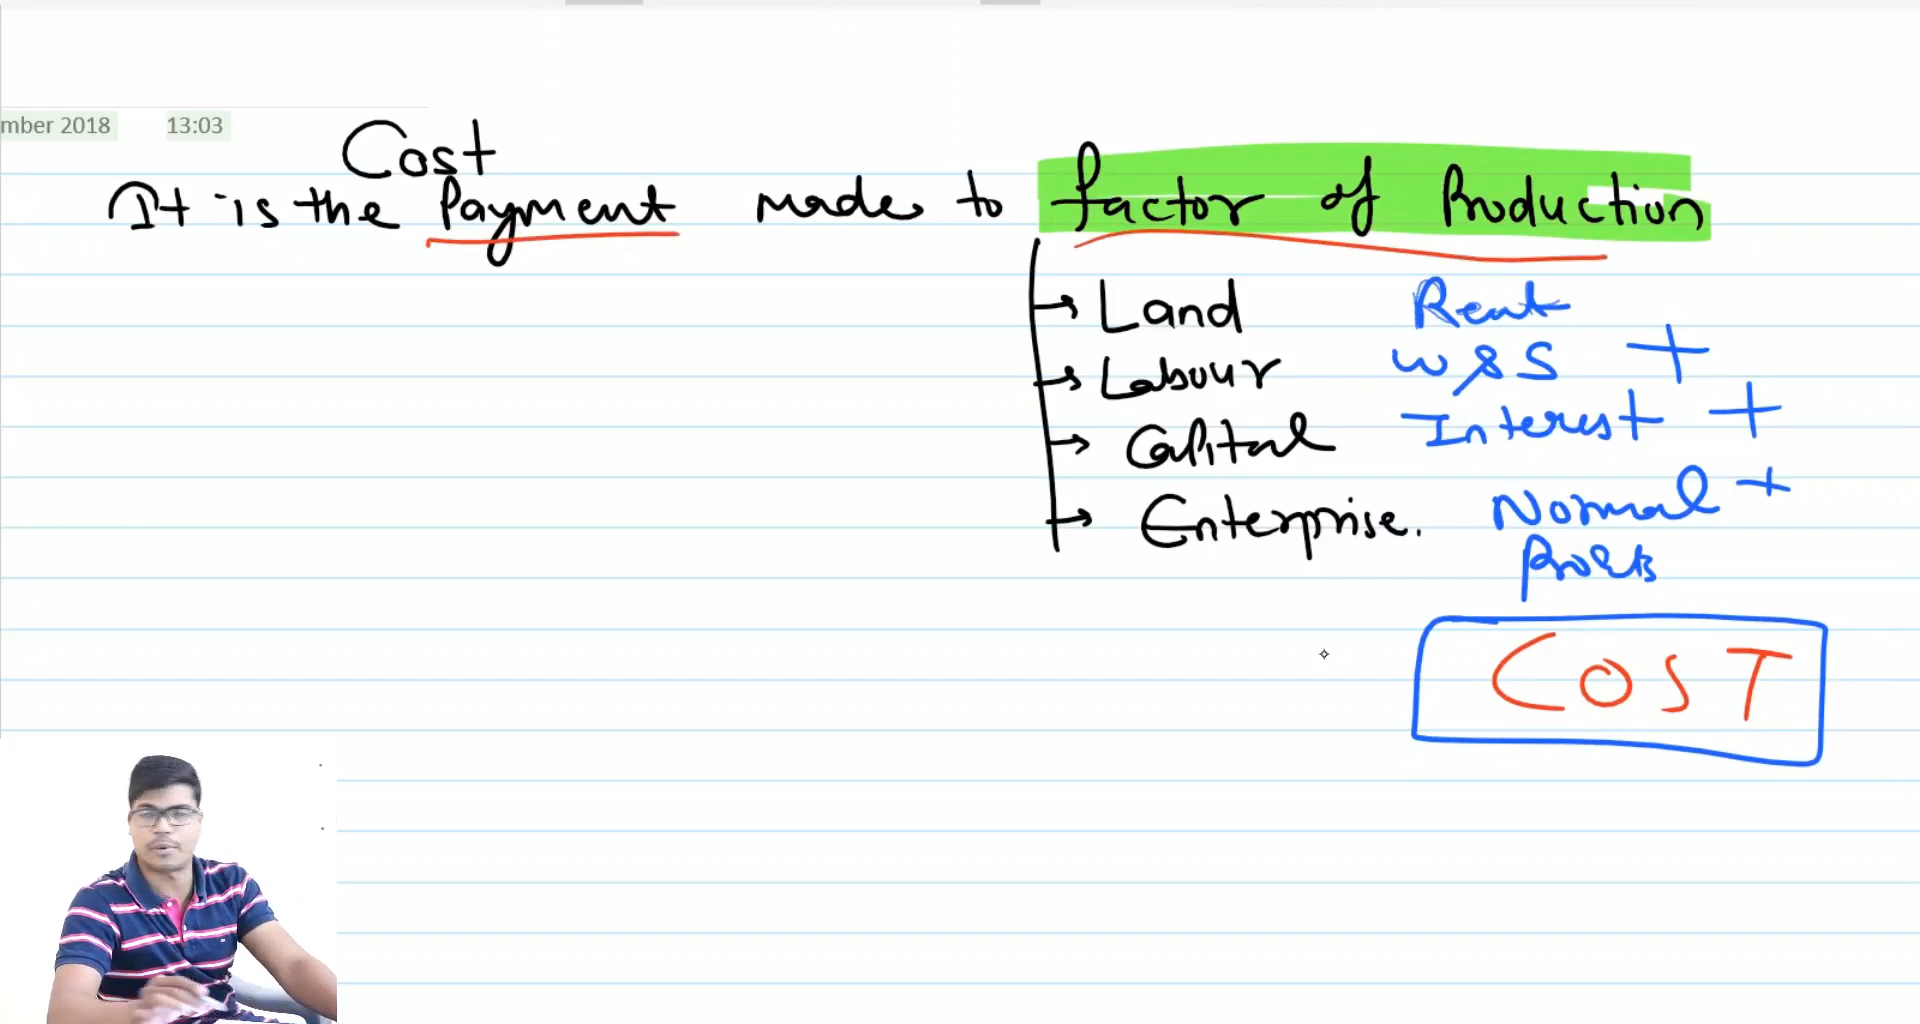 mber 2018 13:03
Cost
It is the Payment made to factor of Production
Land Rent
Labour W & S +
Capital Interest +
Enterprise. Normal +
Profits
COST